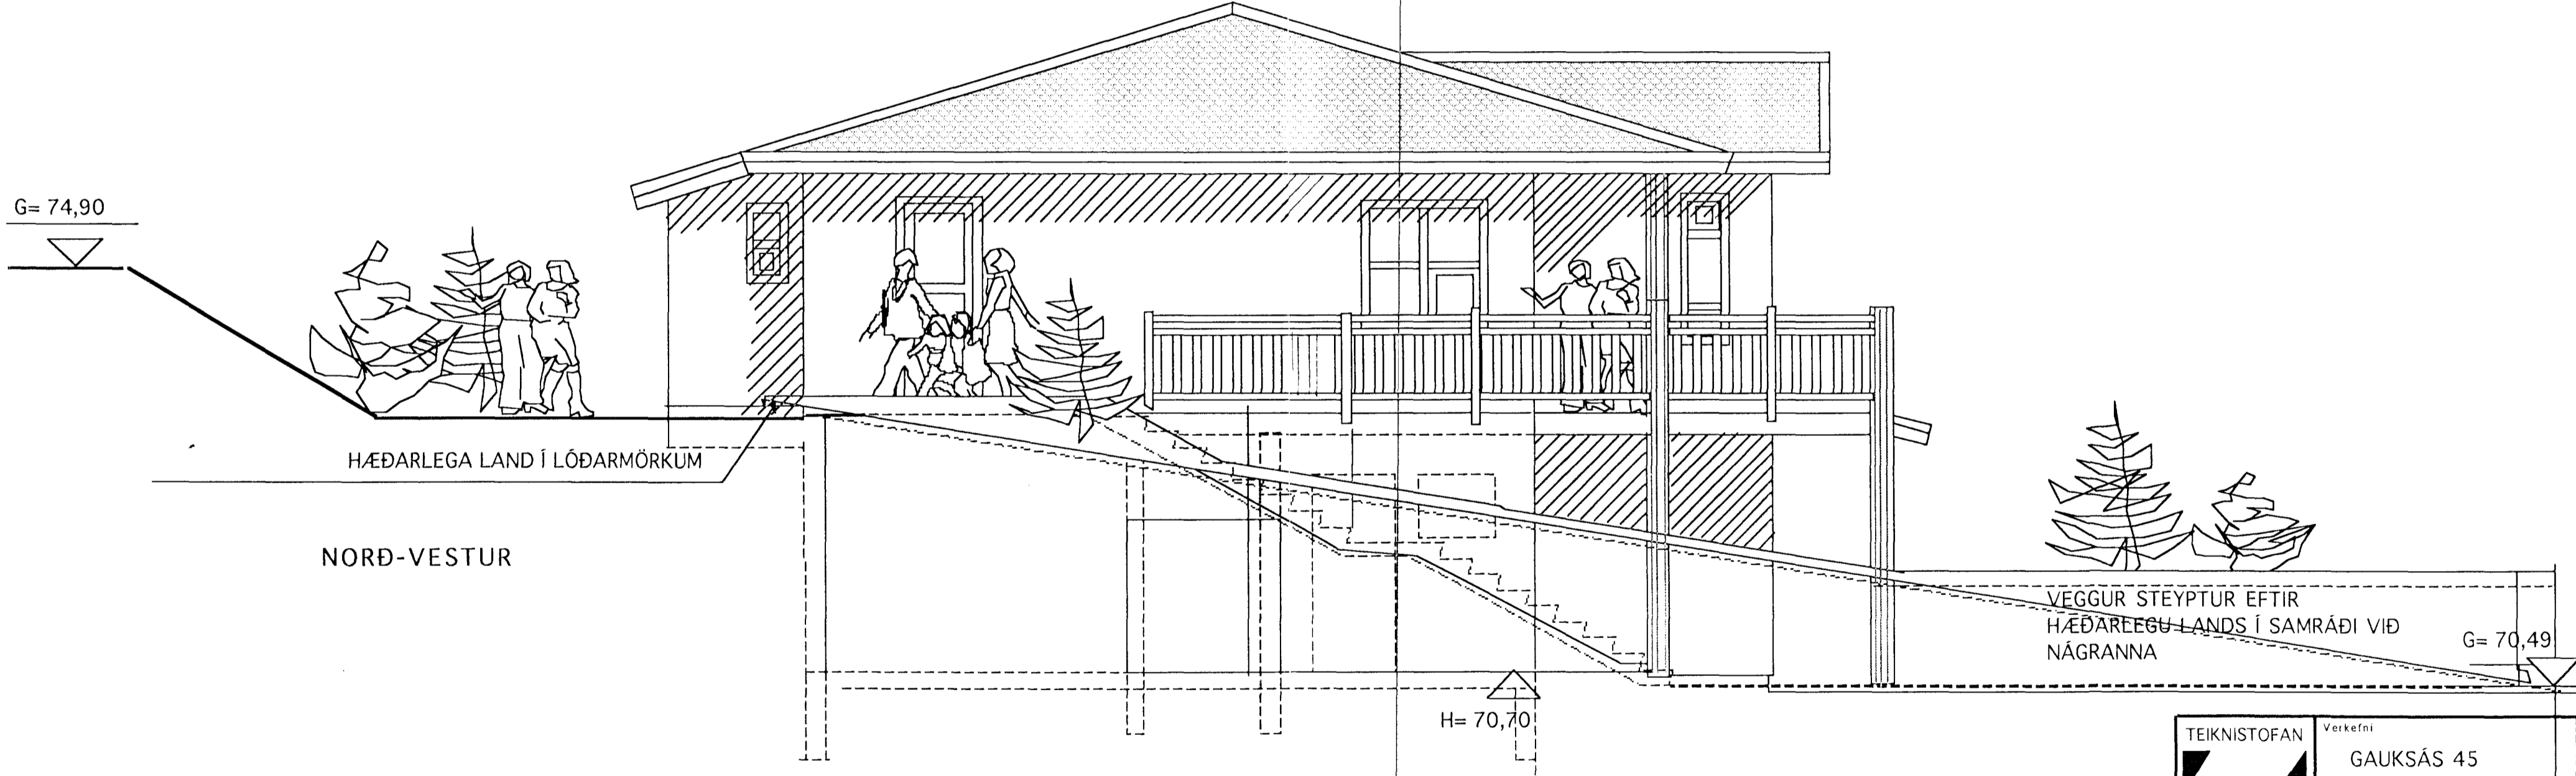 G= 74,90
HÆÐARLEGA LAND Í LÓÐARMÖRKUM
NORÐ-VESTUR
VEGGUR STEYPTUR EFTIR
HÆÐARLEGU LANDS Í SAMRÁÐI VIÐ
NÁGRANNA
G= 70,49
H= 70,70
TEIKNISTOFAN
Verkefni
GAUKSÁS 45